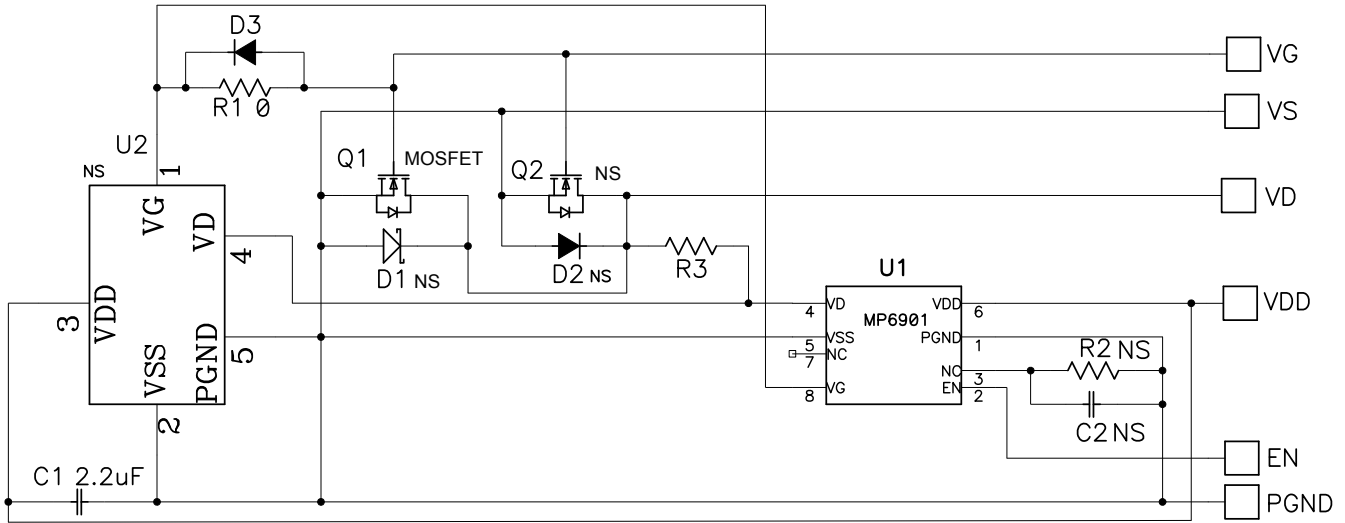 D3
VG
R1 0
VS
U2
Q1
MOSFET
Q2
NS
NS
1
VD
VG
VD
4
D1 NS
D2 NS
R3
U1
3
VDD
VD
VDD
VDD
4
6
MP6901
VSS
PGND
5
1
NC
7
R2 NS
PGND
5
VSS
NC
3
VG
EN
8
2
2
C2 NS
EN
C1 2.2uF
PGND